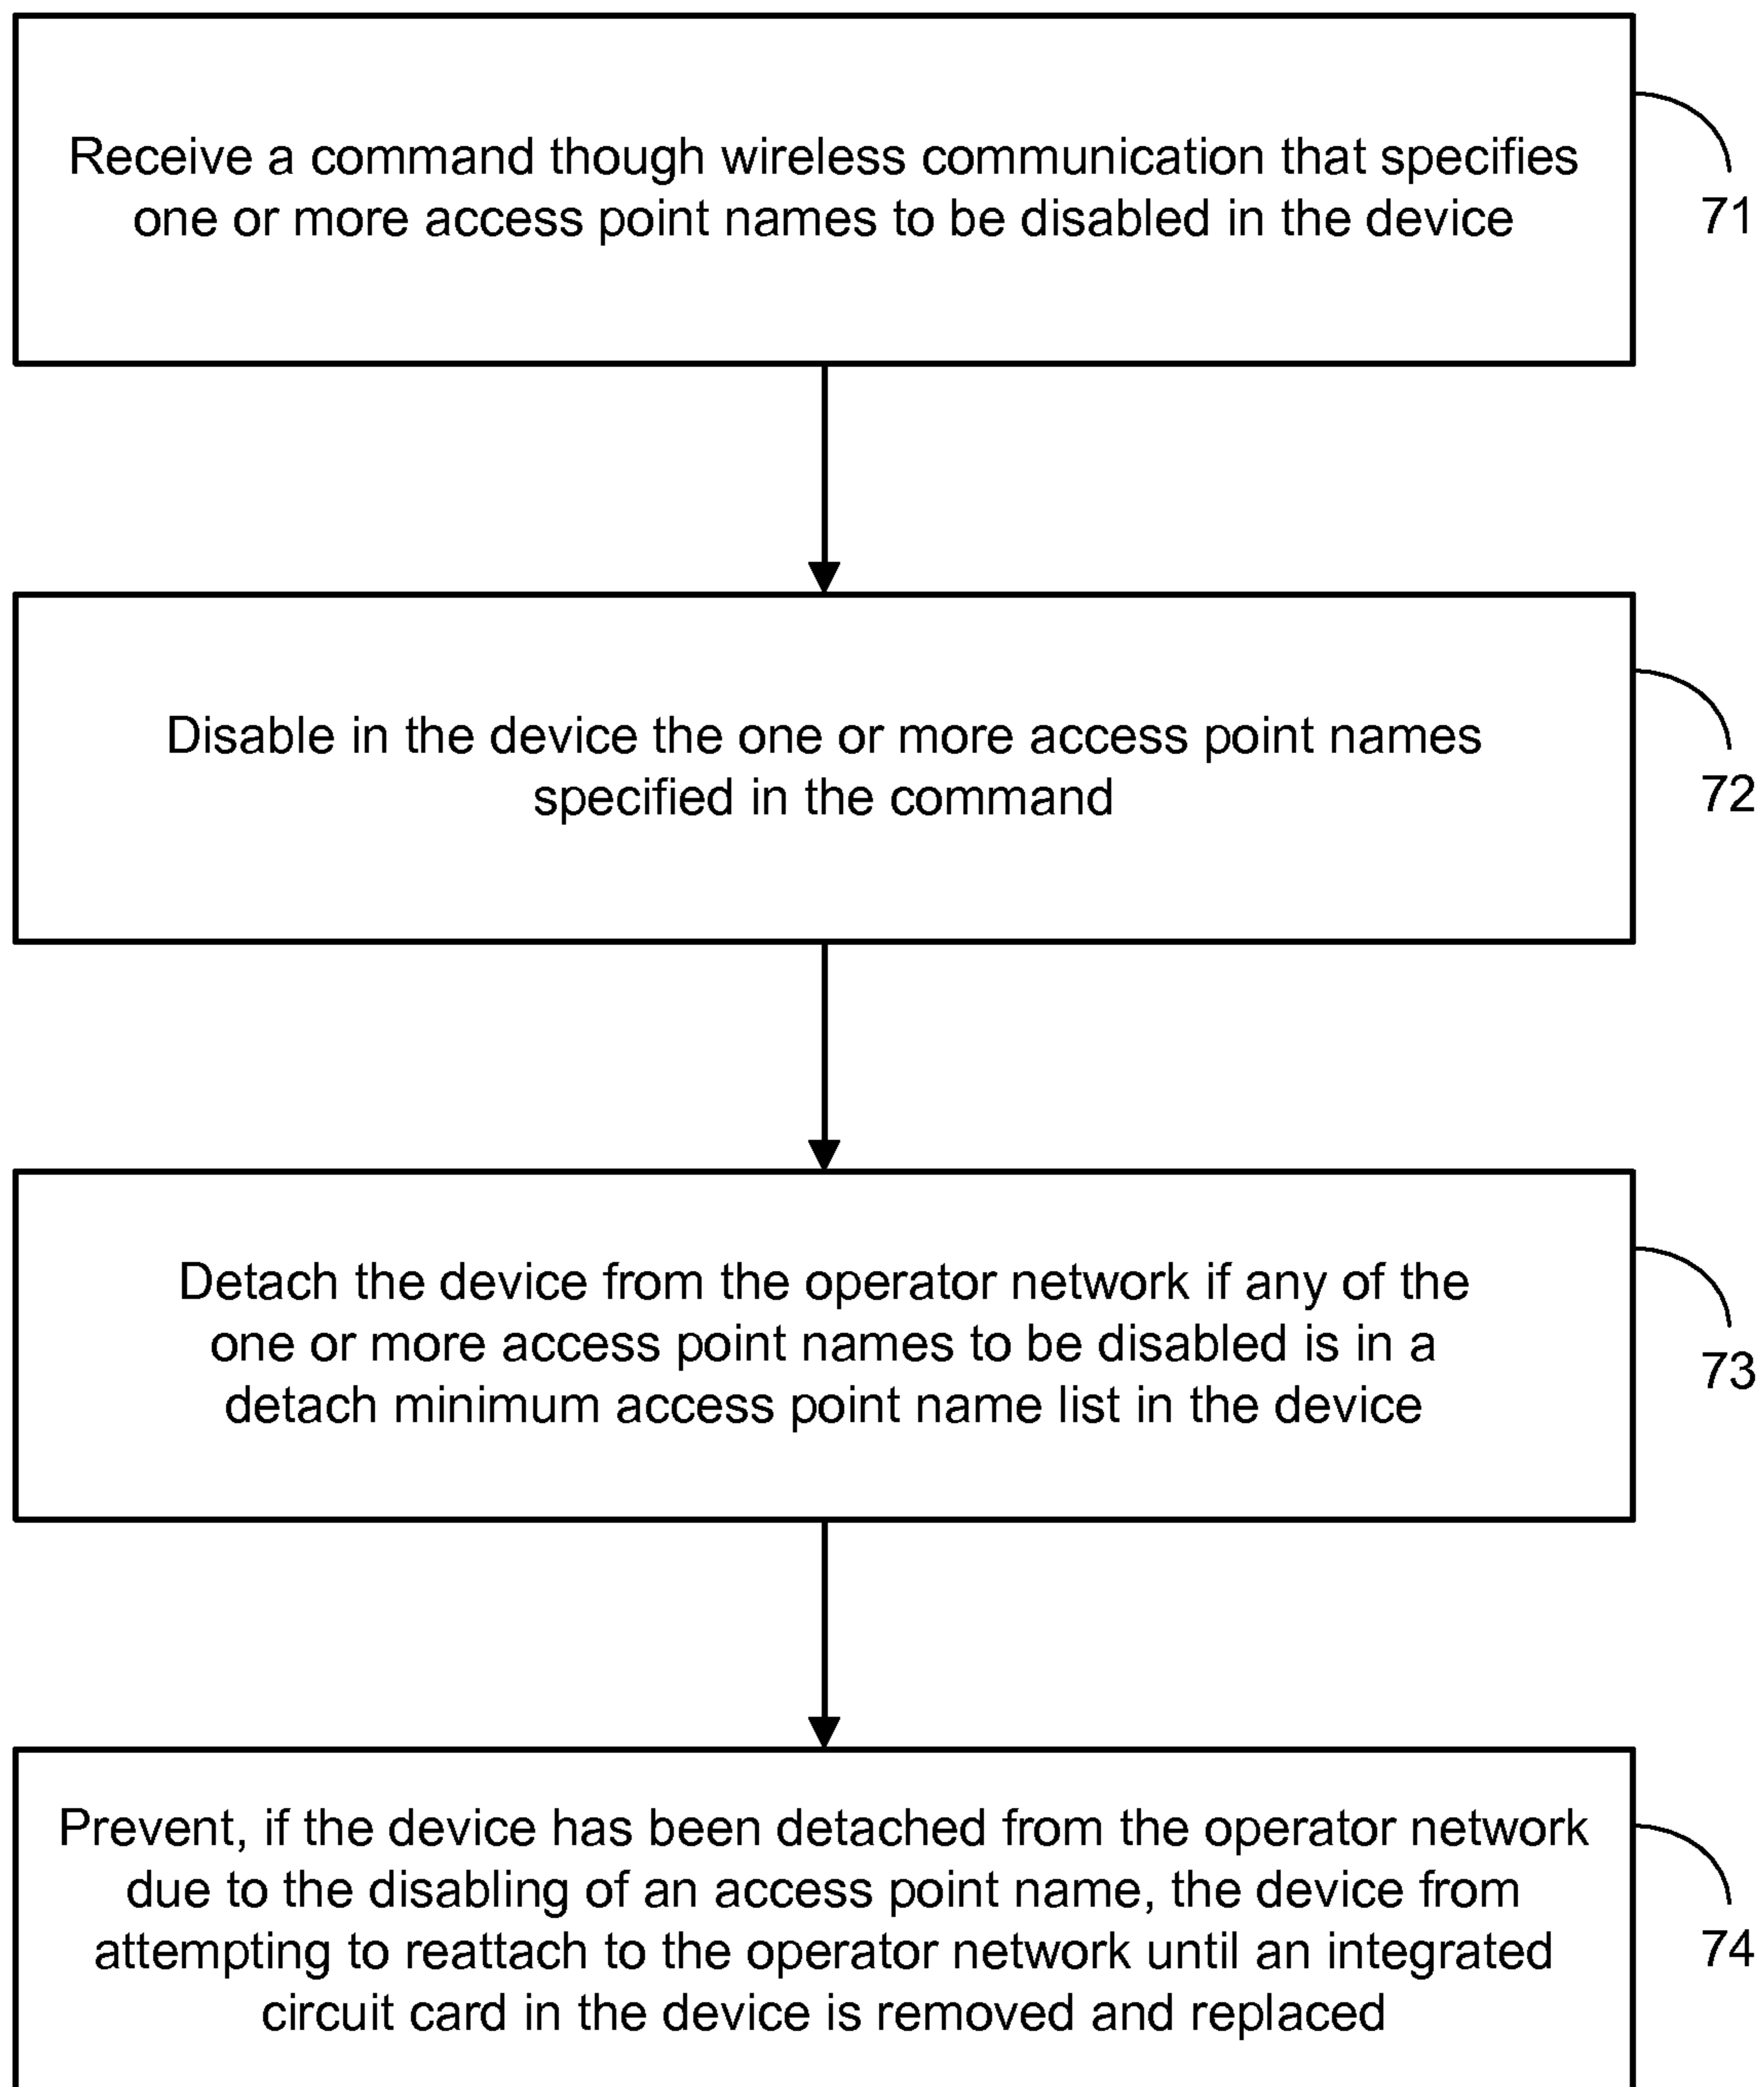 Receive a command though wireless communication that specifies
one or more access point names to be disabled in the device
71
Disable in the device the one or more access point names
specified in the command
72
Detach the device from the operator network if any of the
one or more access point names to be disabled is in a
detach minimum access point name list in the device
73
Prevent, if the device has been detached from the operator network
due to the disabling of an access point name, the device from
attempting to reattach to the operator network until an integrated
circuit card in the device is removed and replaced
74